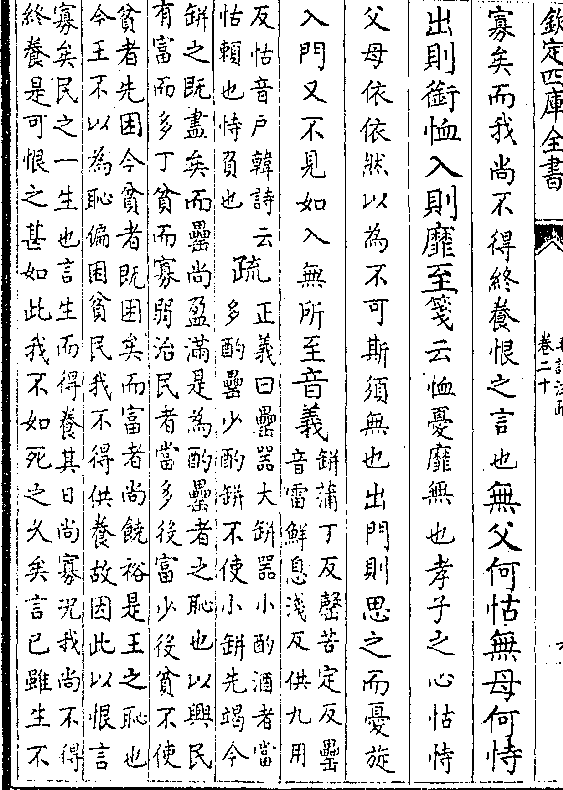 欽定四庫全書
卷二十
寡矣而我尚不得終養恨之言也無父何怙無母何恃
出則銜恤入則靡至箋云恤憂靡無也孝子之心怙恃
父母依依然以為不可斯須無也出門則思之而憂旋
入門又不見如入無所至音義
缾蒲丁反罄苦定反罍
音雷鮮息淺反供九用
反怙音户韓詩云
怙賴也恃負也
疏
正義曰罍器大缾器小酌酒者當
多酌罍少酌缾不使小缾先竭今
缾之既盡矣而罍尚盈滿是為酌罍者之恥也以興民
有富而多丁貧而寡弱治民者當多役富少役貧不使
貧者先困今貧者既困矣而富者尚饒裕是王之恥也
今王不以為恥偏困貧民我不得供養故因此以恨言
寡矣民之一生也言生而得養其日尚寡況我尚不得
終養是可恨之甚如此我不如死之久矣言已雖生不